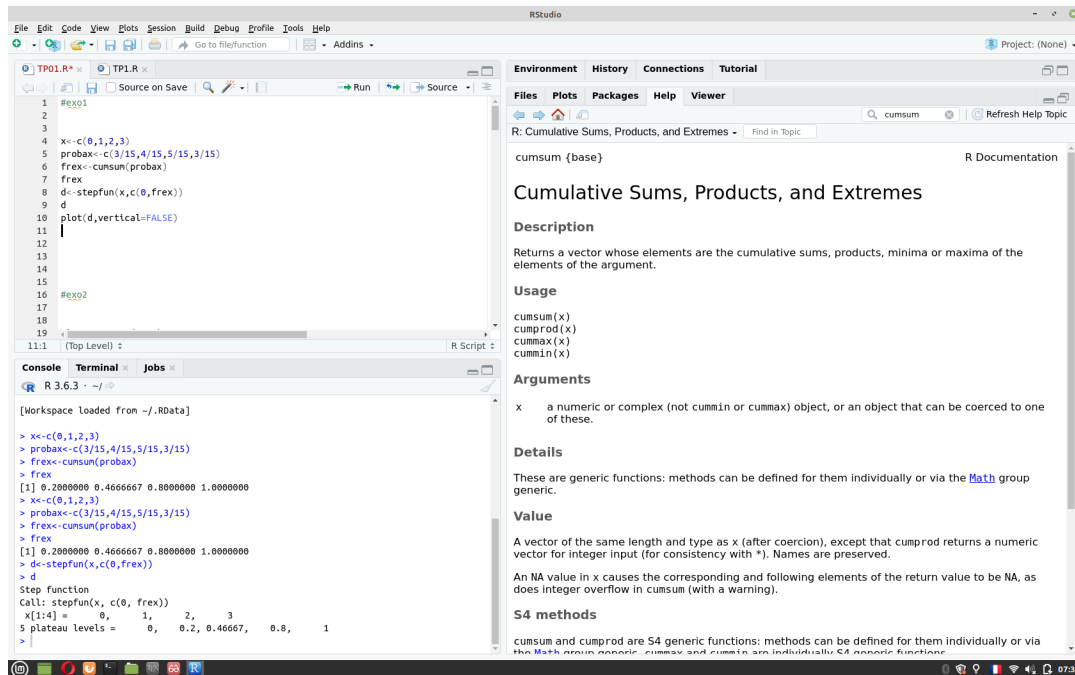 RStudio
File Edit Code View Plots Session Build Debug Profile Tools Help
Go to file/function Addins Project: (None)
TP01.R* TP1.R
Source on Save Run Source
1 #exo1
2
3
4 x<-c(0,1,2,3)
5 probax<-c(3/15,4/15,5/15,3/15)
6 frex<-cumsum(probax)
7 frex
8 d<-stepfun(x,c(0,frex))
9 d
10 plot(d,vertical=FALSE)
11
12
13
14
15
16 #exo2
17
18
19
11:1 (Top Level) R Script
Console Terminal Jobs
R 3.6.3 · ~/
[Workspace loaded from ~/.RData]
> x<-c(0,1,2,3)
> probax<-c(3/15,4/15,5/15,3/15)
> frex<-cumsum(probax)
> frex
[1] 0.2000000 0.4666667 0.8000000 1.0000000
> x<-c(0,1,2,3)
> probax<-c(3/15,4/15,5/15,3/15)
> frex<-cumsum(probax)
> frex
[1] 0.2000000 0.4666667 0.8000000 1.0000000
> d<-stepfun(x,c(0,frex))
> d
Step function
Call: stepfun(x, c(0, frex))
x[1:4] = 0, 1, 2, 3
5 plateau levels = 0, 0.2, 0.46667, 0.8, 1
>
Environment History Connections Tutorial
Files Plots Packages Help Viewer
cumsum Refresh Help Topic
R: Cumulative Sums, Products, and Extremes Find in Topic
cumsum {base} R Documentation
Cumulative Sums, Products, and Extremes
Description
Returns a vector whose elements are the cumulative sums, products, minima or maxima of the
elements of the argument.
Usage
cumsum(x)
cumprod(x)
cummax(x)
cummin(x)
Arguments
x a numeric or complex (not cummin or cummax) object, or an object that can be coerced to one
of these.
Details
These are generic functions: methods can be defined for them individually or via the Math group
generic.
Value
A vector of the same length and type as x (after coercion), except that cumprod returns a numeric
vector for integer input (for consistency with *). Names are preserved.
An NA value in x causes the corresponding and following elements of the return value to be NA, as
does integer overflow in cumsum (with a warning).
S4 methods
cumsum and cumprod are S4 generic functions: methods can be defined for them individually or via
the Math group generic. cummax and cummin are individually S4 generic functions.
07:3